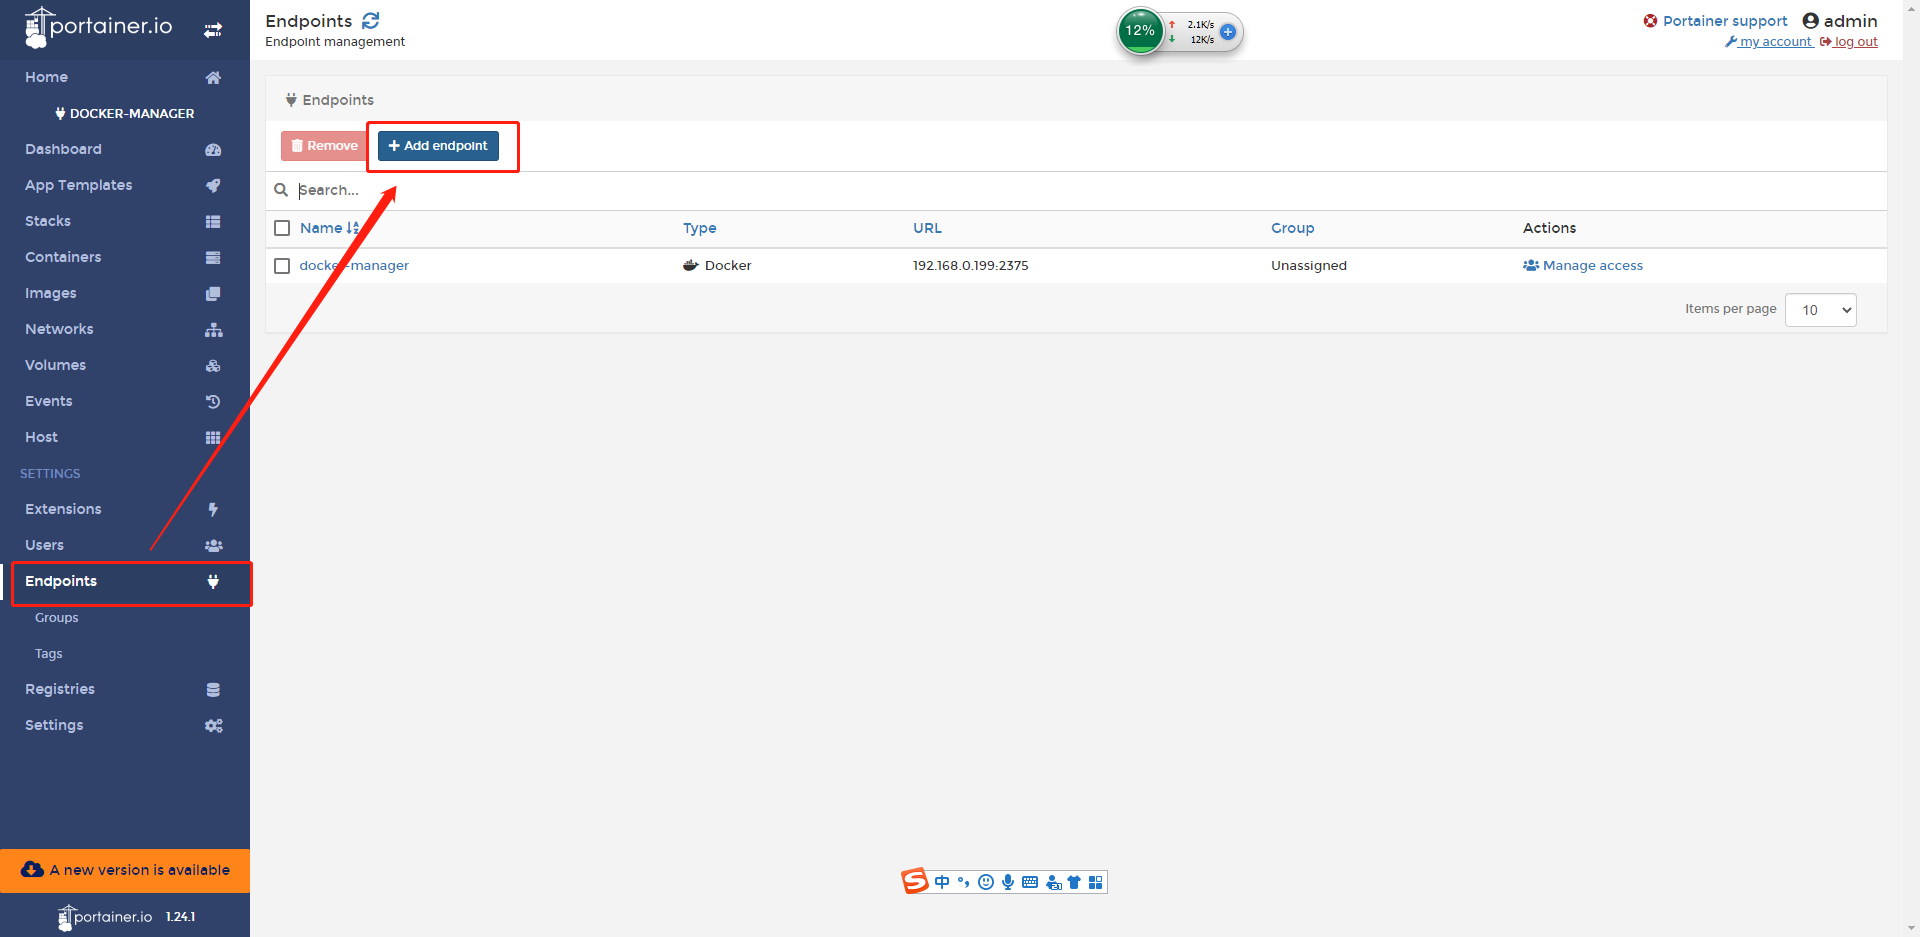 portainer.io
Home
DOCKER-MANAGER
Dashboard
App Templates
Stacks
Containers
Images
Networks
Volumes
Events
Host
SETTINGS
Extensions
Users
Endpoints
Groups
Tags
Registries
Settings
A new version is available
portainer.io 1.24.1
Endpoints
Endpoint management
12%
2.1K/s
12K/s
Portainer support admin
my account log out
Endpoints
Remove + Add endpoint
Search...
Name Type URL Group Actions
docker-manager Docker 192.168.0.199:2375 Unassigned Manage access
Items per page 10
S 中 °,